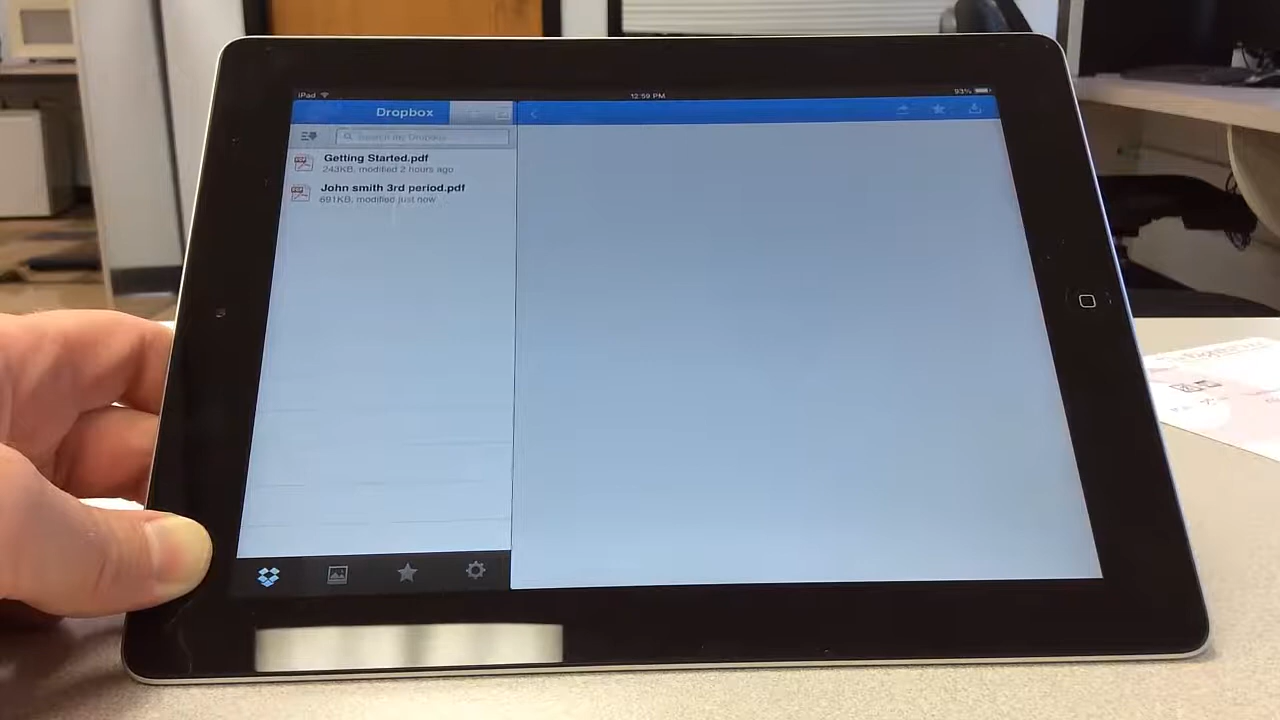 iPad
12:59 PM
93%
Dropbox
Search my Dropbox
Getting Started.pdf
243KB, modified 2 hours ago
John smith 3rd period.pdf
691KB, modified just now